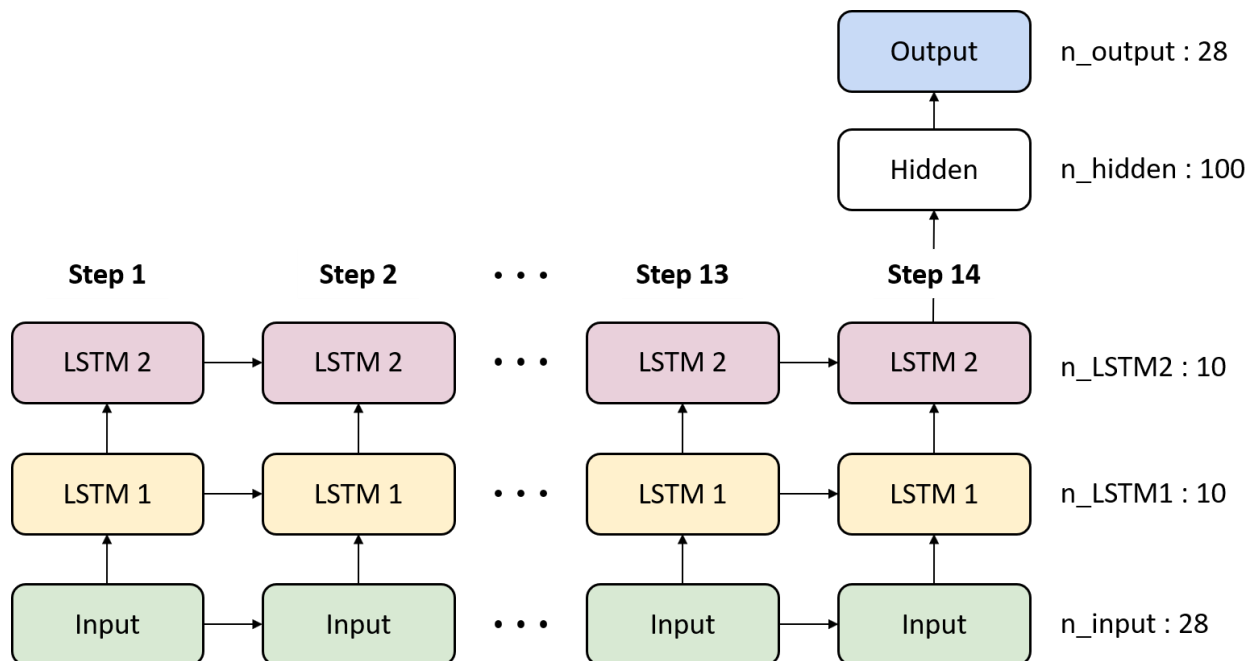 Output n_output : 28
Hidden n_hidden : 100
Step 1 Step 2 • • • Step 13 Step 14
LSTM 2 LSTM 2 • • • LSTM 2 LSTM 2 n_LSTM2 : 10
LSTM 1 LSTM 1 • • • LSTM 1 LSTM 1 n_LSTM1 : 10
Input Input • • • Input Input n_input : 28